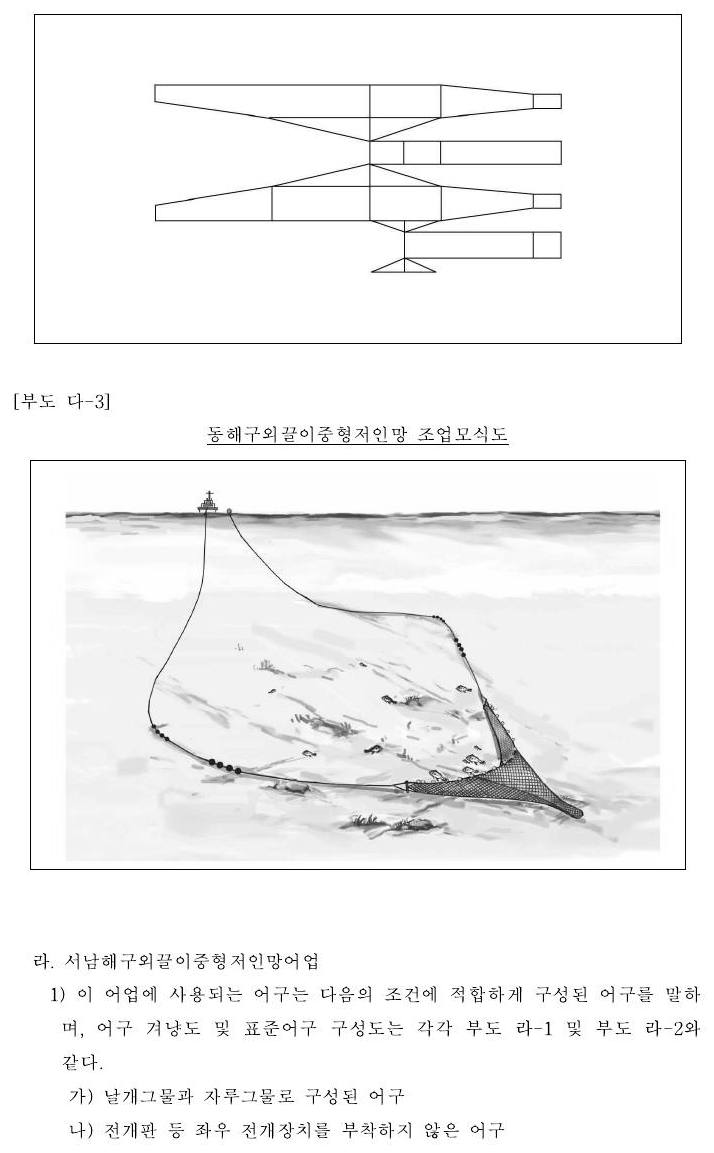 [부도 다-3]
동해구외끌이중형저인망 조업모식도
라. 서남해구외끌이중형저인망어업
1) 이 어업에 사용되는 어구는 다음의 조건에 적합하게 구성된 어구를 말하
며, 어구 겨냥도 및 표준어구 구성도는 각각 부도 라-1 및 부도 라-2와
같다.
가) 날개그물과 자루그물로 구성된 어구
나) 전개판 등 좌우 전개장치를 부착하지 않은 어구